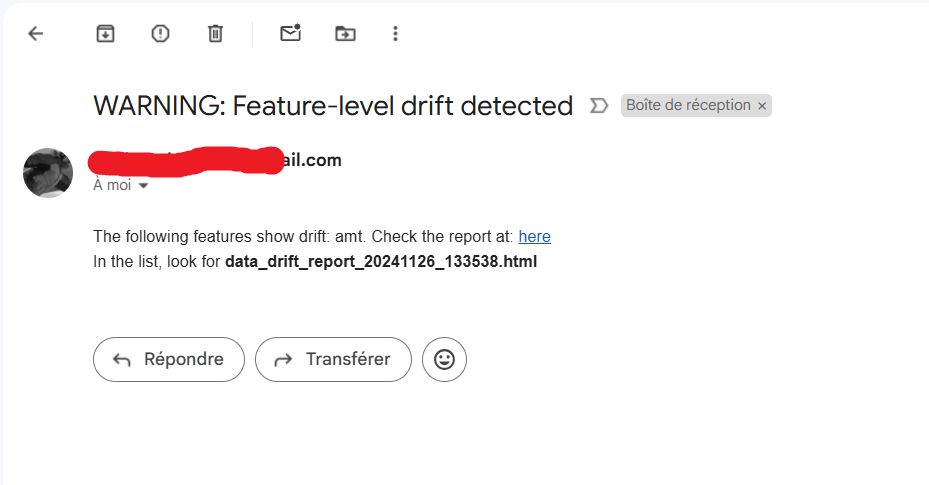 WARNING: Feature-level drift detected Boîte de réception ×
ail.com
À moi
The following features show drift: amt. Check the report at: here
In the list, look for data_drift_report_20241126_133538.html
Répondre Transférer